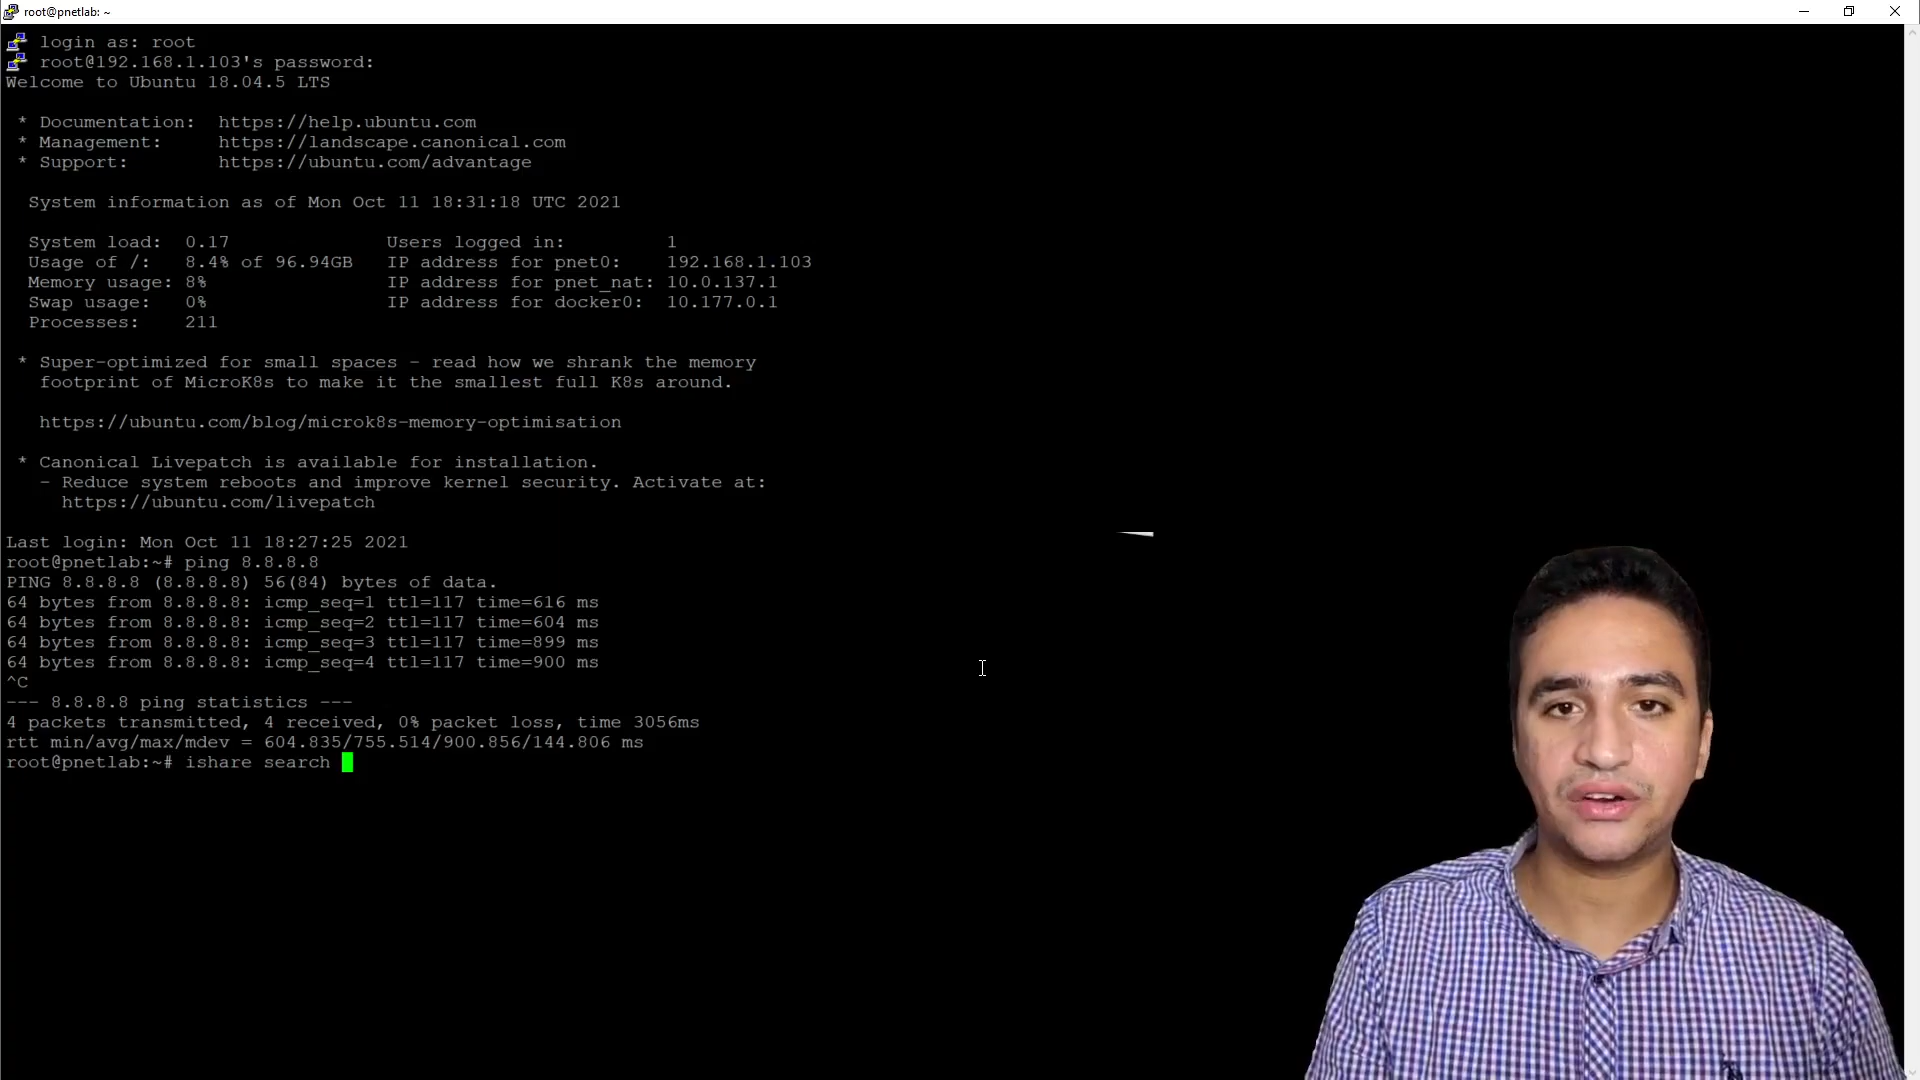 root@pnetlab: ~
login as: root
root@192.168.1.103's password:
Welcome to Ubuntu 18.04.5 LTS
* Documentation:  https://help.ubuntu.com
* Management:     https://landscape.canonical.com
* Support:        https://ubuntu.com/advantage
System information as of Mon Oct 11 18:31:18 UTC 2021
System load:  0.17              Users logged in:       1
Usage of /:   8.4% of 96.94GB   IP address for pnet0:    192.168.1.103
Memory usage: 8%                IP address for pnet_nat: 10.0.137.1
Swap usage:   0%                IP address for docker0:  10.177.0.1
Processes:    211
* Super-optimized for small spaces - read how we shrank the memory
footprint of MicroK8s to make it the smallest full K8s around.
https://ubuntu.com/blog/microk8s-memory-optimisation
* Canonical Livepatch is available for installation.
- Reduce system reboots and improve kernel security. Activate at:
https://ubuntu.com/livepatch
Last login: Mon Oct 11 18:27:25 2021
root@pnetlab:~# ping 8.8.8.8
PING 8.8.8.8 (8.8.8.8) 56(84) bytes of data.
64 bytes from 8.8.8.8: icmp_seq=1 ttl=117 time=616 ms
64 bytes from 8.8.8.8: icmp_seq=2 ttl=117 time=604 ms
64 bytes from 8.8.8.8: icmp_seq=3 ttl=117 time=899 ms
64 bytes from 8.8.8.8: icmp_seq=4 ttl=117 time=900 ms
^C
--- 8.8.8.8 ping statistics ---
4 packets transmitted, 4 received, 0% packet loss, time 3056ms
rtt min/avg/max/mdev = 604.835/755.514/900.856/144.806 ms
root@pnetlab:~# ishare search